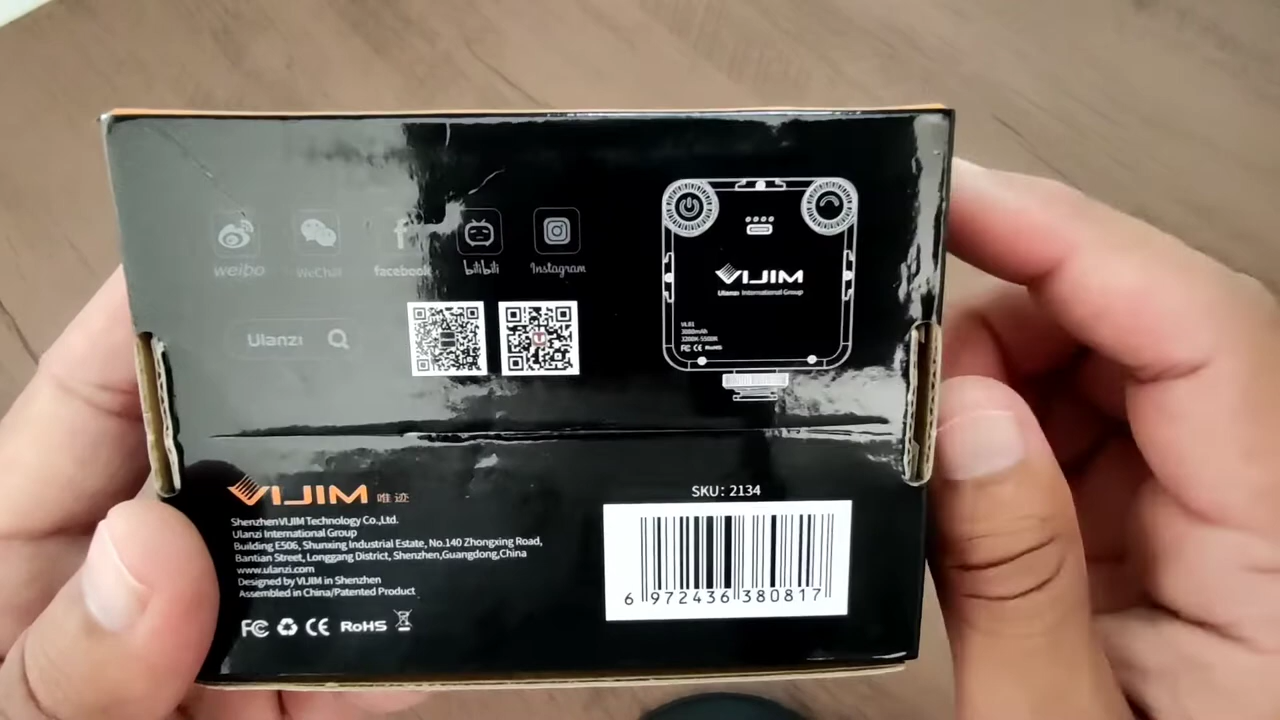 weibo
WeChat
facebook
bilibili
Instagram
Ulanzi
VIJIM
Ulanzi International Group
VL81
3000mAh
3200K-5500K
FC CE RoHS
VIJIM 唯迹
ShenzhenVIJIM Technology Co.,Ltd.
Ulanzi International Group
Building E506, Shunxing Industrial Estate, No.140 Zhongxing Road,
Bantian Street, Longgang District, Shenzhen,Guangdong,China
www.ulanzi.com
Designed by VIJIM in Shenzhen
Assembled in China/Patented Product
FC CE RoHS
SKU: 2134
6 972436 380817